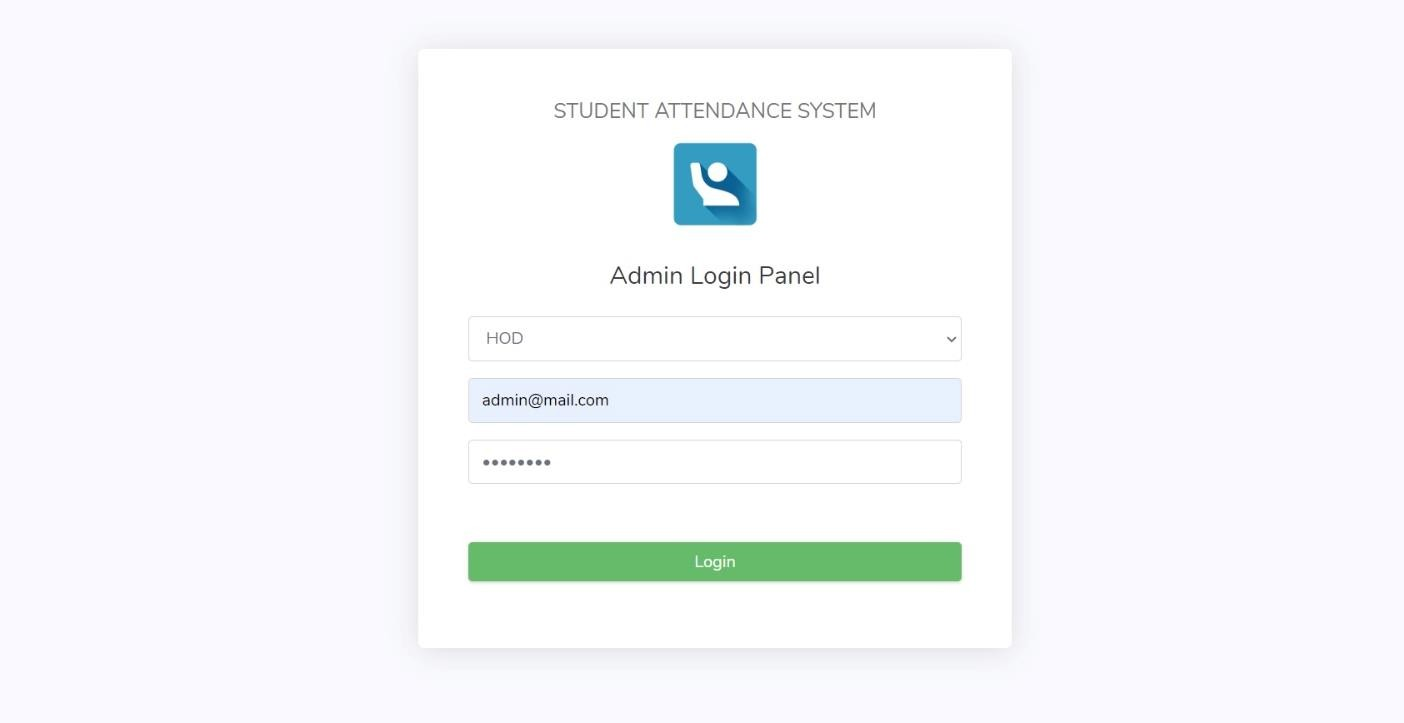 STUDENT ATTENDANCE SYSTEM
Admin Login Panel
HOD
admin@mail.com
••••••••
Login